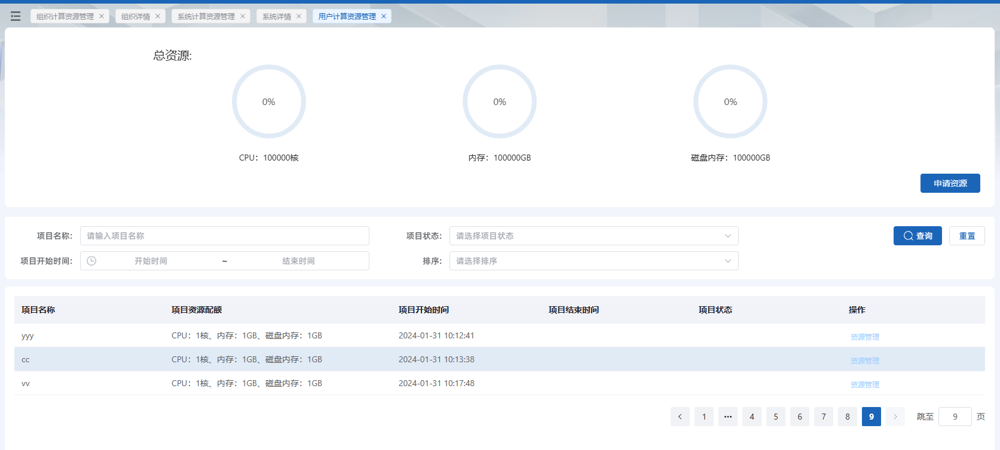 组织计算资源管理 组织详情 系统计算资源管理 系统详情 用户计算资源管理
总资源:
0% 0% 0%
CPU：100000核 内存：100000GB 磁盘内存：100000GB
申请资源
项目名称: 请输入项目名称 项目状态: 请选择项目状态 查询 重置
项目开始时间: 开始时间 ~ 结束时间 排序: 请选择排序
项目名称 项目资源配额 项目开始时间 项目结束时间 项目状态 操作
yyy CPU：1核、内存：1GB、磁盘内存：1GB 2024-01-31 10:12:41 资源管理
cc CPU：1核、内存：1GB、磁盘内存：1GB 2024-01-31 10:13:38 资源管理
vv CPU：1核、内存：1GB、磁盘内存：1GB 2024-01-31 10:17:48 资源管理
1 ••• 4 5 6 7 8 9 跳至 9 页